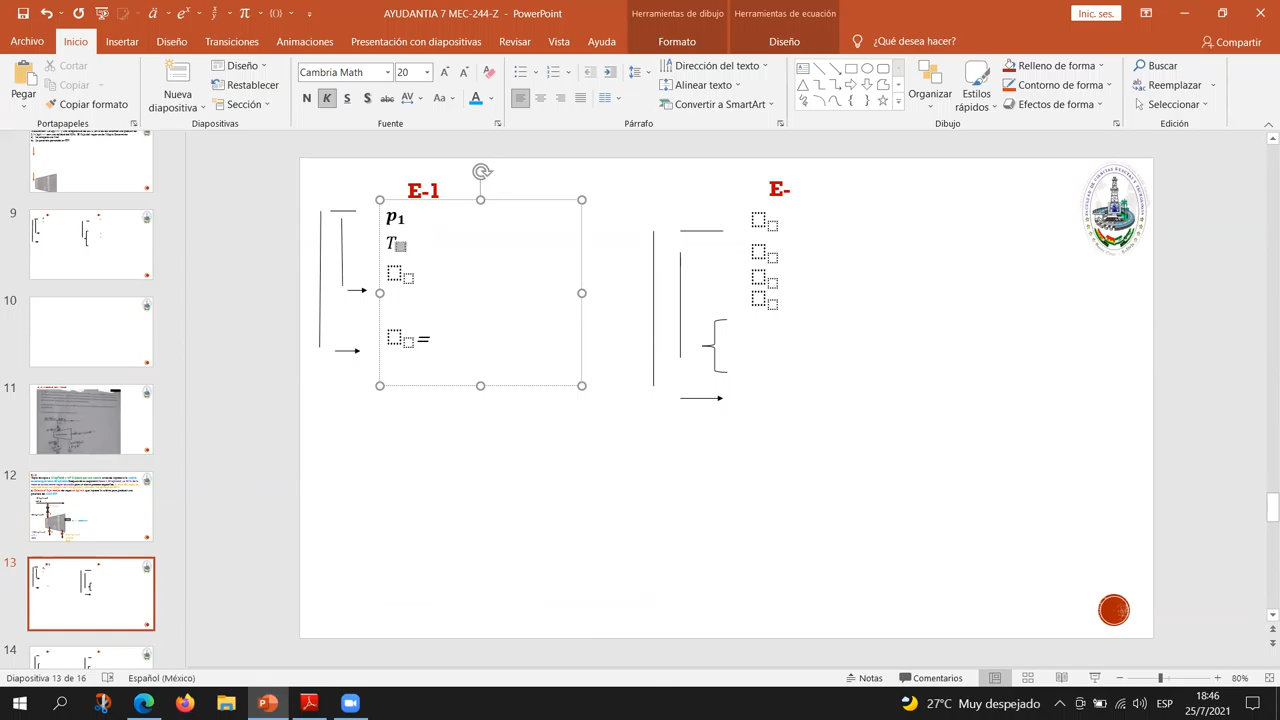 AYUDANTIA 7 MEC-244-Z - PowerPoint
Herramientas de dibujo
Herramientas de ecuación
Inic. ses.
Archivo
Inicio
Insertar
Diseño
Transiciones
Animaciones
Presentación con diapositivas
Revisar
Vista
Ayuda
Formato
Diseño
¿Qué desea hacer?
Compartir
Pegar
Cortar
Copiar
Copiar formato
Portapapeles
Nueva diapositiva
Diseño
Restablecer
Sección
Diapositivas
Cambria Math
20
N K S S abc AV Aa A
Fuente
Párrafo
Dirección del texto
Alinear texto
Convertir a SmartArt
Organizar
Estilos rápidos
Dibujo
Relleno de forma
Contorno de forma
Efectos de forma
Buscar
Reemplazar
Seleccionar
Edición
9
10
11
12
13
14
E-1
p₁
T
=
E-
Diapositiva 13 de 16
Español (México)
Notas
Comentarios
80%
27°C Muy despejado
ESP
18:46
25/7/2021